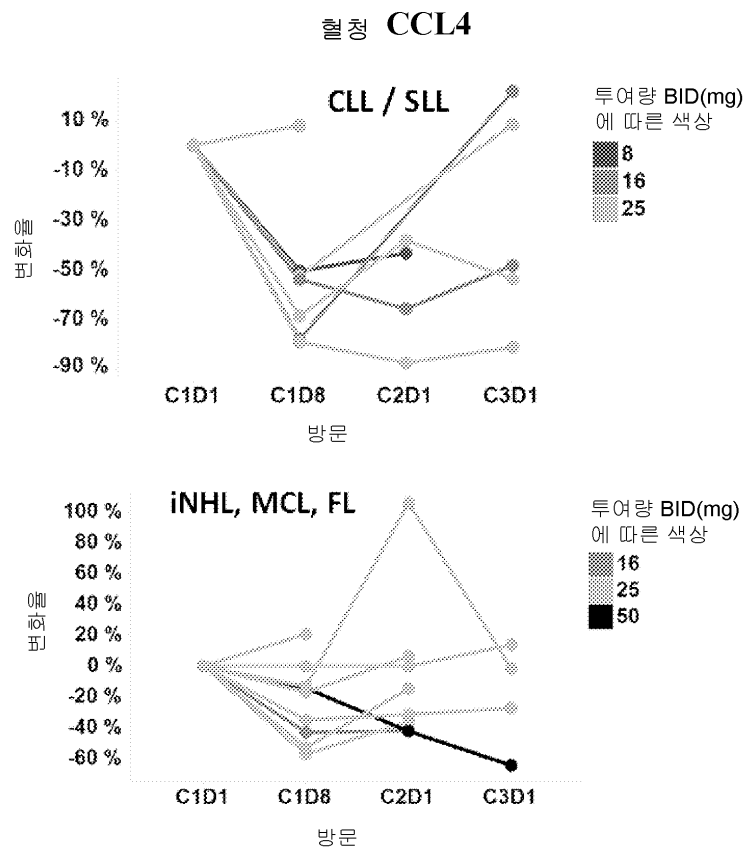 혈청 CCL4
CLL / SLL
투여량 BID(mg)
에 따른 색상
8
16
25
10 %
-10 %
-30 %
-50 %
-70 %
-90 %
변화율
C1D1 C1D8 C2D1 C3D1
방문
iNHL, MCL, FL
투여량 BID(mg)
에 따른 색상
16
25
50
100 %
80 %
60 %
40 %
20 %
0 %
-20 %
-40 %
-60 %
변화율
C1D1 C1D8 C2D1 C3D1
방문